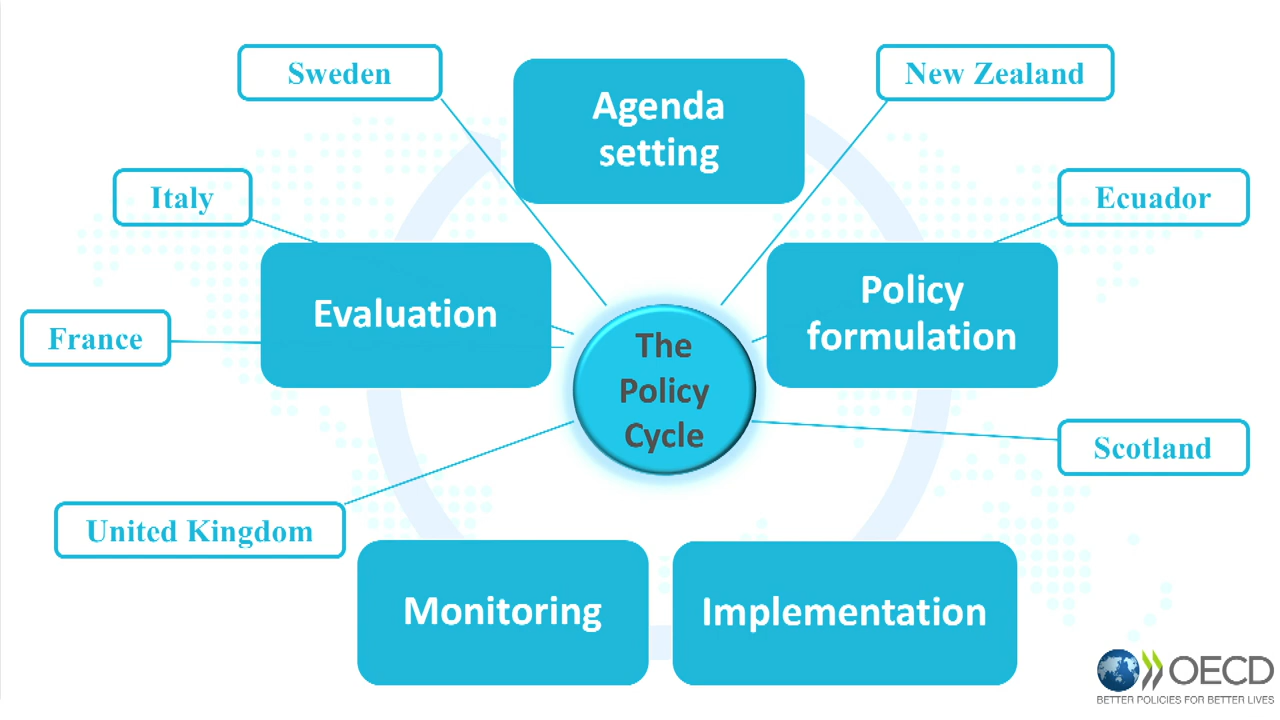 Sweden
New Zealand
Agenda
setting
Italy
Ecuador
Evaluation
Policy
formulation
France
The
Policy
Cycle
Scotland
United Kingdom
Monitoring
Implementation
OECD
BETTER POLICIES FOR BETTER LIVES